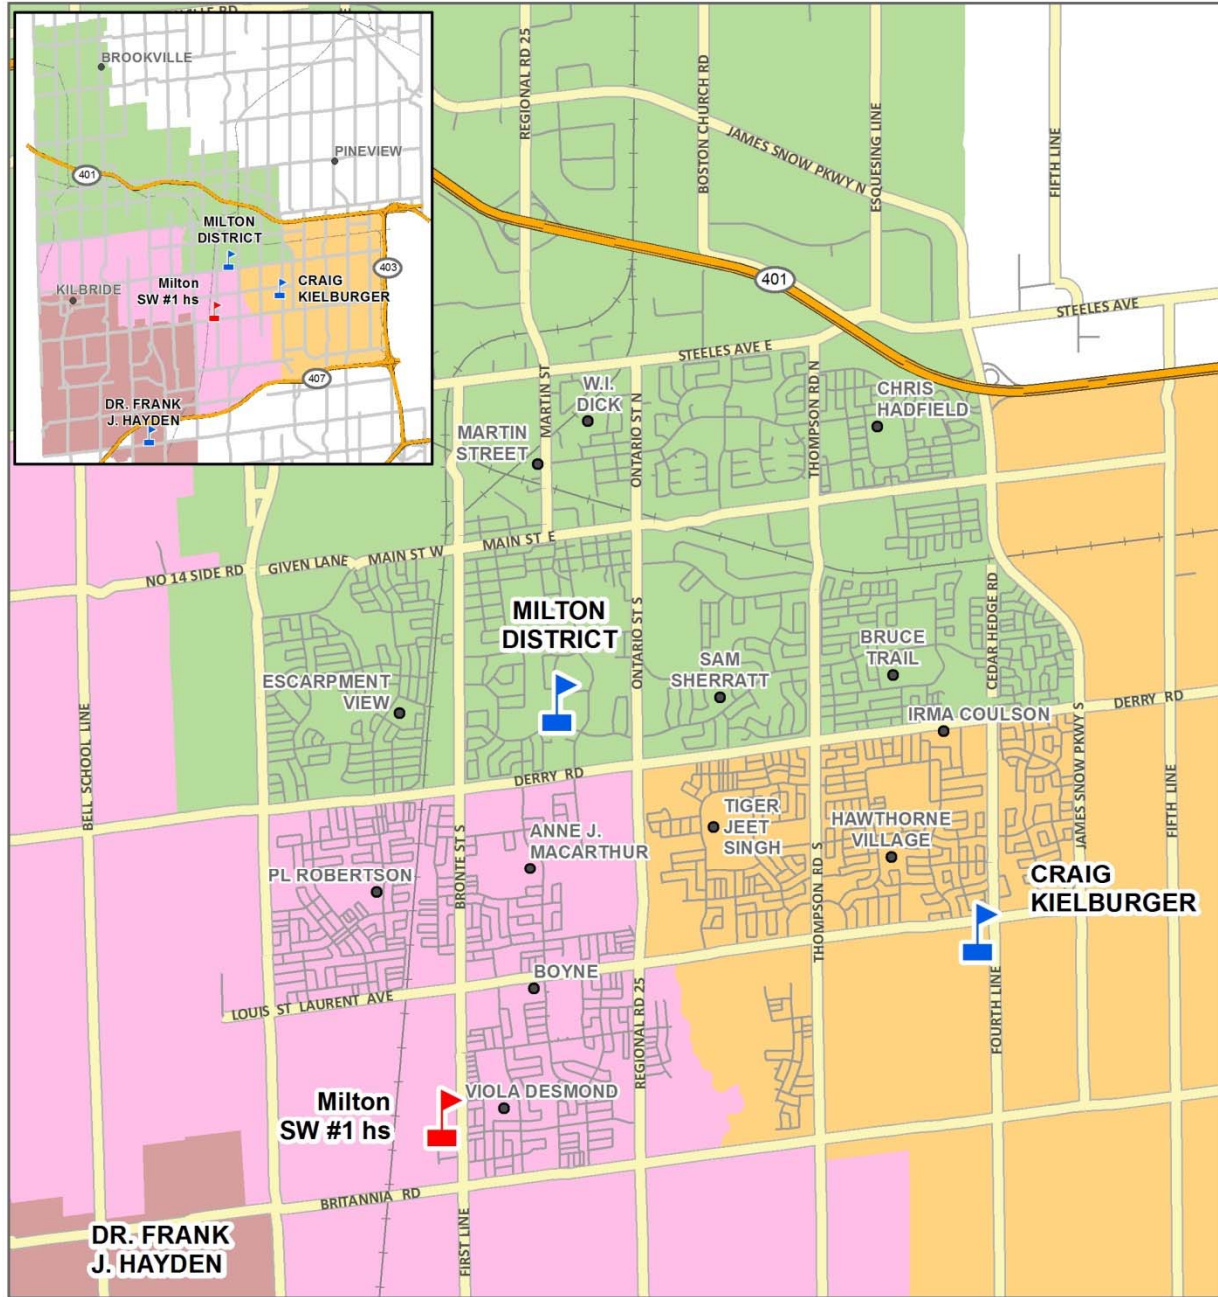 BROOKVILLE
PINEVIEW
401
MILTON
DISTRICT
403
KILBRIDE
Milton
SW #1 hs
CRAIG
KIELBURGER
407
DR. FRANK
J. HAYDEN
REGIONAL RD 25
BOSTON CHURCH RD
JAMES SNOW PKWY N
ESQUESING LINE
FIFTH LINE
401
STEELES AVE
STEELES AVE E
W.I.
DICK
MARTIN ST
MARTIN
STREET
ONTARIO ST N
THOMPSON RD N
CHRIS
HADFIELD
NO 14 SIDE RD
GIVEN LANE
MAIN ST W
MAIN ST E
MILTON
DISTRICT
ONTARIO ST S
CEDAR HEDGE RD
BRUCE
TRAIL
SAM
SHERRATT
ESCARPMENT
VIEW
IRMA COULSON
DERRY RD
BELL SCHOOL LINE
DERRY RD
JAMES SNOW PKWY S
FIFTH LINE
TIGER
JEET
SINGH
HAWTHORNE
VILLAGE
ANNE J.
MACARTHUR
PL ROBERTSON
BRONTE ST S
THOMPSON RD S
CRAIG
KIELBURGER
BOYNE
LOUIS ST LAURENT AVE
REGIONAL RD 25
FOURTH LINE
VIOLA DESMOND
Milton
SW #1 hs
BRITANNIA RD
FIRST LINE
DR. FRANK
J. HAYDEN